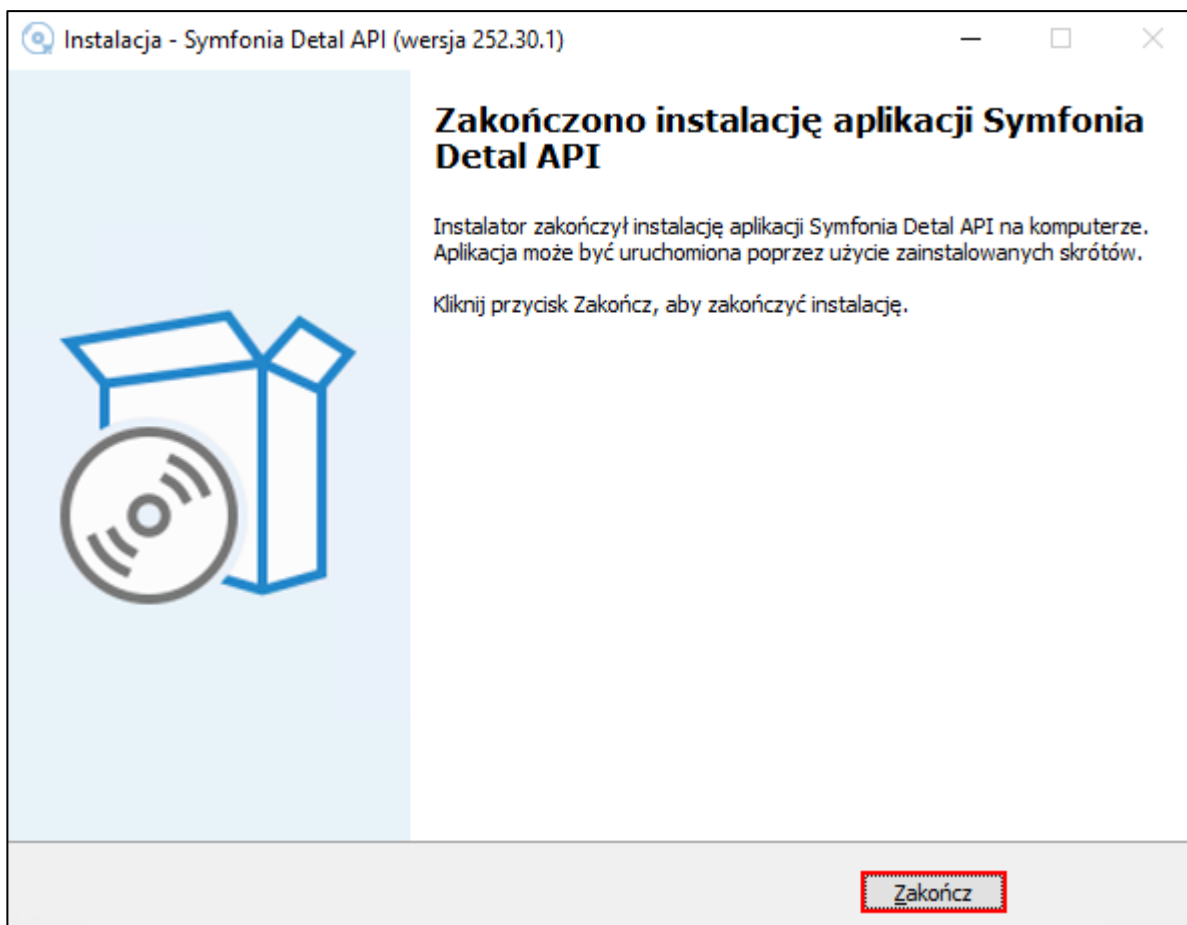 Instalacja - Symfonia Detal API (wersja 252.30.1)
Zakończono instalację aplikacji Symfonia
Detal API
Instalator zakończył instalację aplikacji Symfonia Detal API na komputerze.
Aplikacja może być uruchomiona poprzez użycie zainstalowanych skrótów.
Kliknij przycisk Zakończ, aby zakończyć instalację.
Zakończ